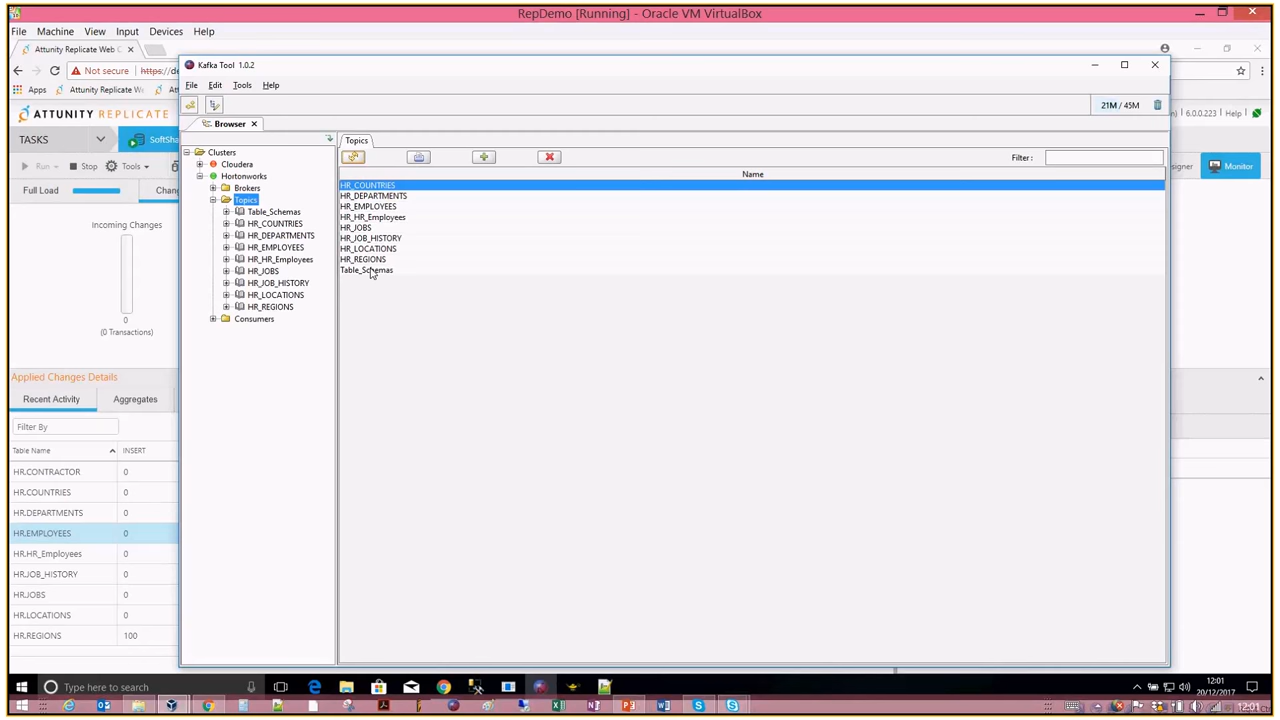 RepDemo [Running] - Oracle VM VirtualBox
File Machine View Input Devices Help
Attunity Replicate Web C
Not secure https://de
Apps Attunity Replicate Web
ATTUNITY REPLICATE
6.0.0.223 Help
TASKS
Run Stop Tools
Monitor
Full Load
Incoming Changes
0
(0 Transactions)
Applied Changes Details
Recent Activity Aggregates
Filter By
Table Name INSERT
HR.CONTRACTOR 0
HR.COUNTRIES 0
HR.DEPARTMENTS 0
HR.EMPLOYEES 0
HR.HR_Employees 0
HR.JOB_HISTORY 0
HR.JOBS 0
HR.LOCATIONS 0
HR.REGIONS 100
Kafka Tool 1.0.2
File Edit Tools Help
21M / 45M
Browser
Clusters
Cloudera
Hortonworks
Brokers
Topics
Table_Schemas
HR_COUNTRIES
HR_DEPARTMENTS
HR_EMPLOYEES
HR_HR_Employees
HR_JOBS
HR_JOB_HISTORY
HR_LOCATIONS
HR_REGIONS
Consumers
Topics
Filter :
Name
HR_COUNTRIES
HR_DEPARTMENTS
HR_EMPLOYEES
HR_HR_Employees
HR_JOBS
HR_JOB_HISTORY
HR_LOCATIONS
HR_REGIONS
Table_Schemas
Type here to search
12:01
20/12/2017
12:01